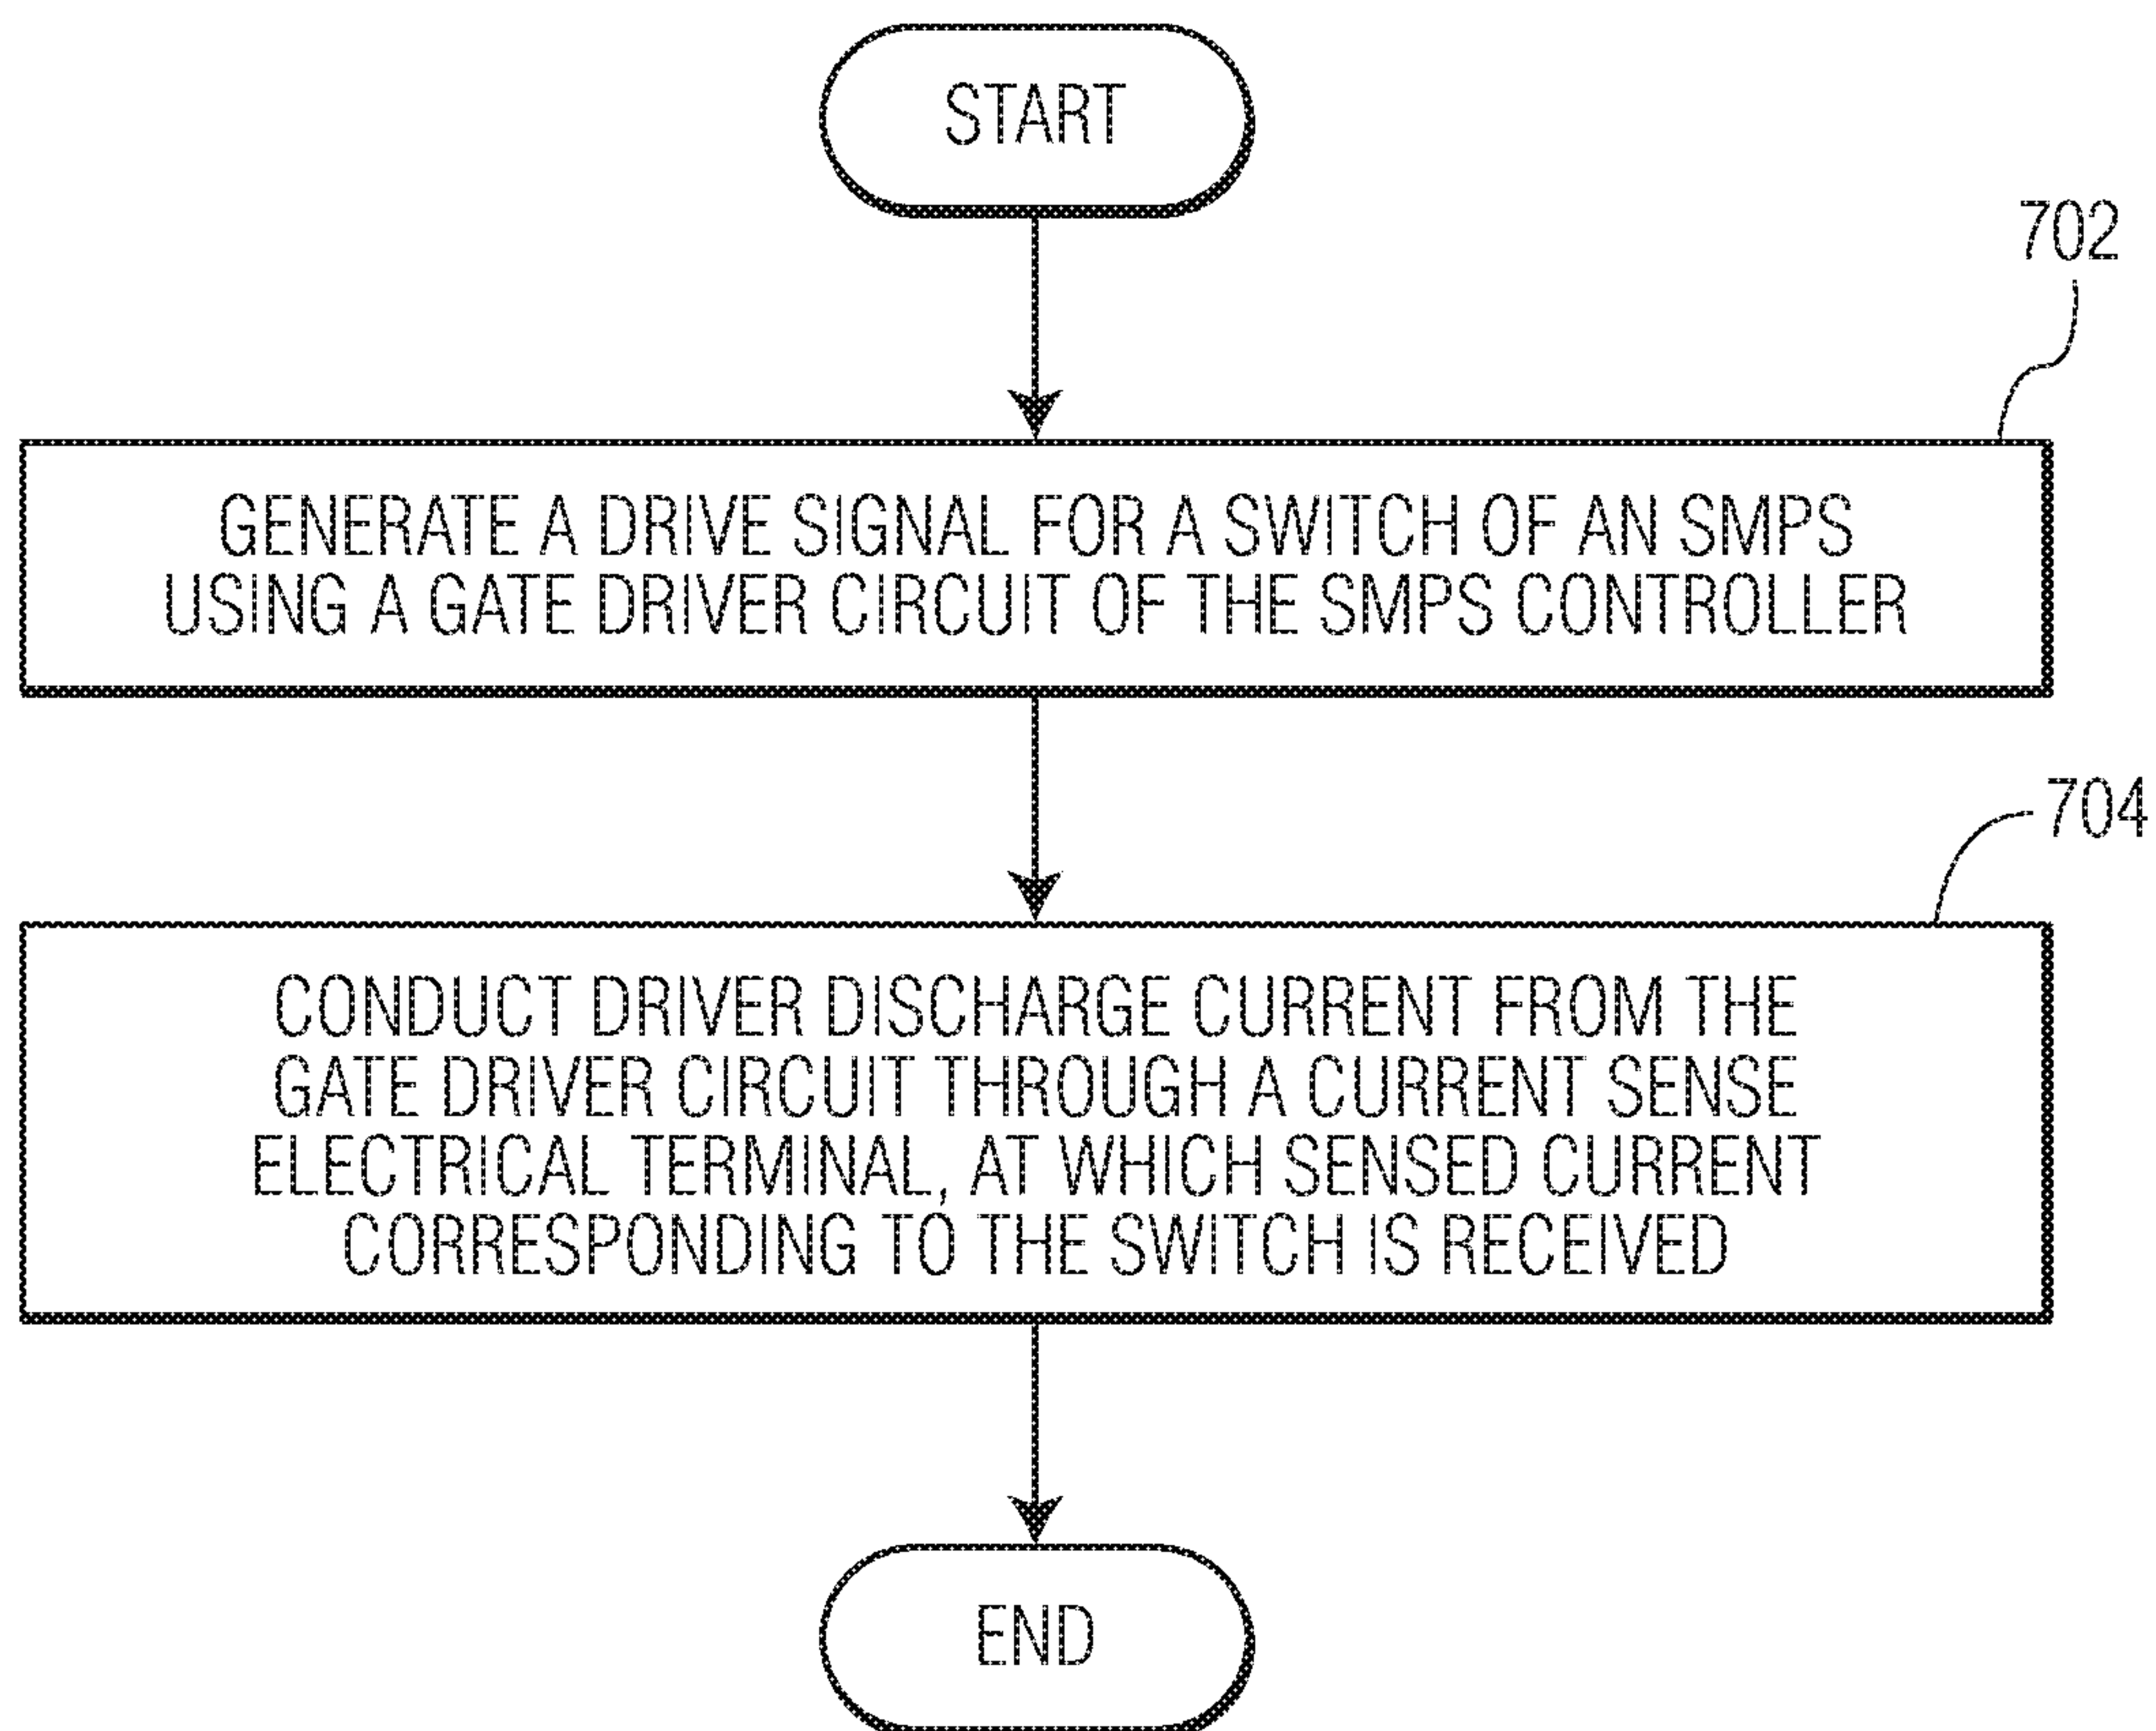 START
702
GENERATE A DRIVE SIGNAL FOR A SWITCH OF AN SMPS
USING A GATE DRIVER CIRCUIT OF THE SMPS CONTROLLER
704
CONDUCT DRIVER DISCHARGE CURRENT FROM THE
GATE DRIVER CIRCUIT THROUGH A CURRENT SENSE
ELECTRICAL TERMINAL, AT WHICH SENSED CURRENT
CORRESPONDING TO THE SWITCH IS RECEIVED
END